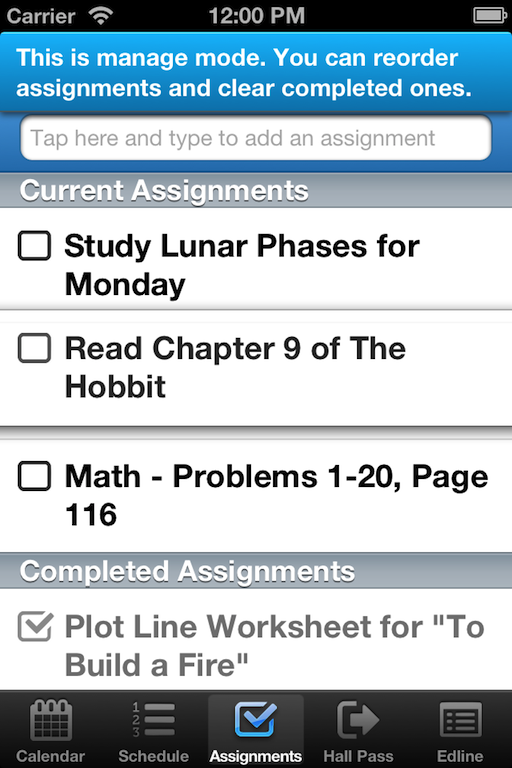 Carrier 12:00 PM
This is manage mode. You can reorder
assignments and clear completed ones.
Tap here and type to add an assignment
Current Assignments
Study Lunar Phases for
Monday
Read Chapter 9 of The
Hobbit
Math - Problems 1-20, Page
116
Completed Assignments
Plot Line Worksheet for "To
Build a Fire"
1
2
3
Calendar Schedule Assignments Hall Pass Edline